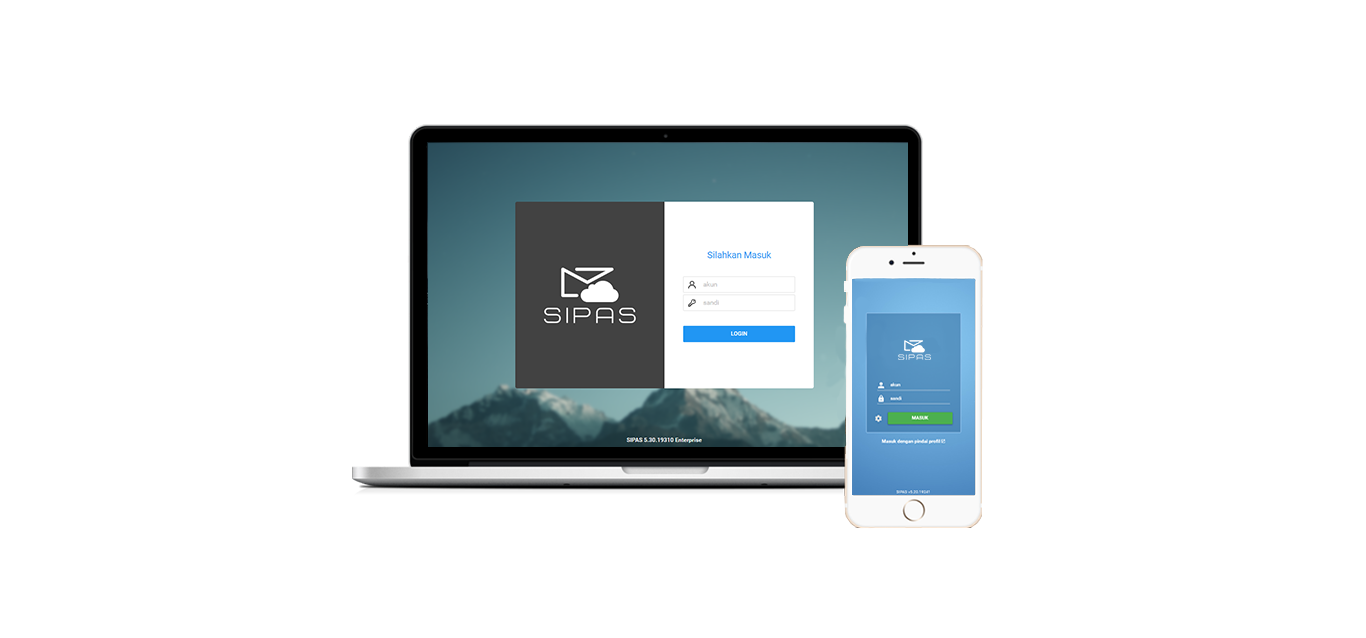 Silahkan Masuk
akun
sandi
LOGIN
SIPAS
SIPAS 5.30.19310 Enterprise
SIPAS
akun
sandi
MASUK
Masuk dengan pindai profil